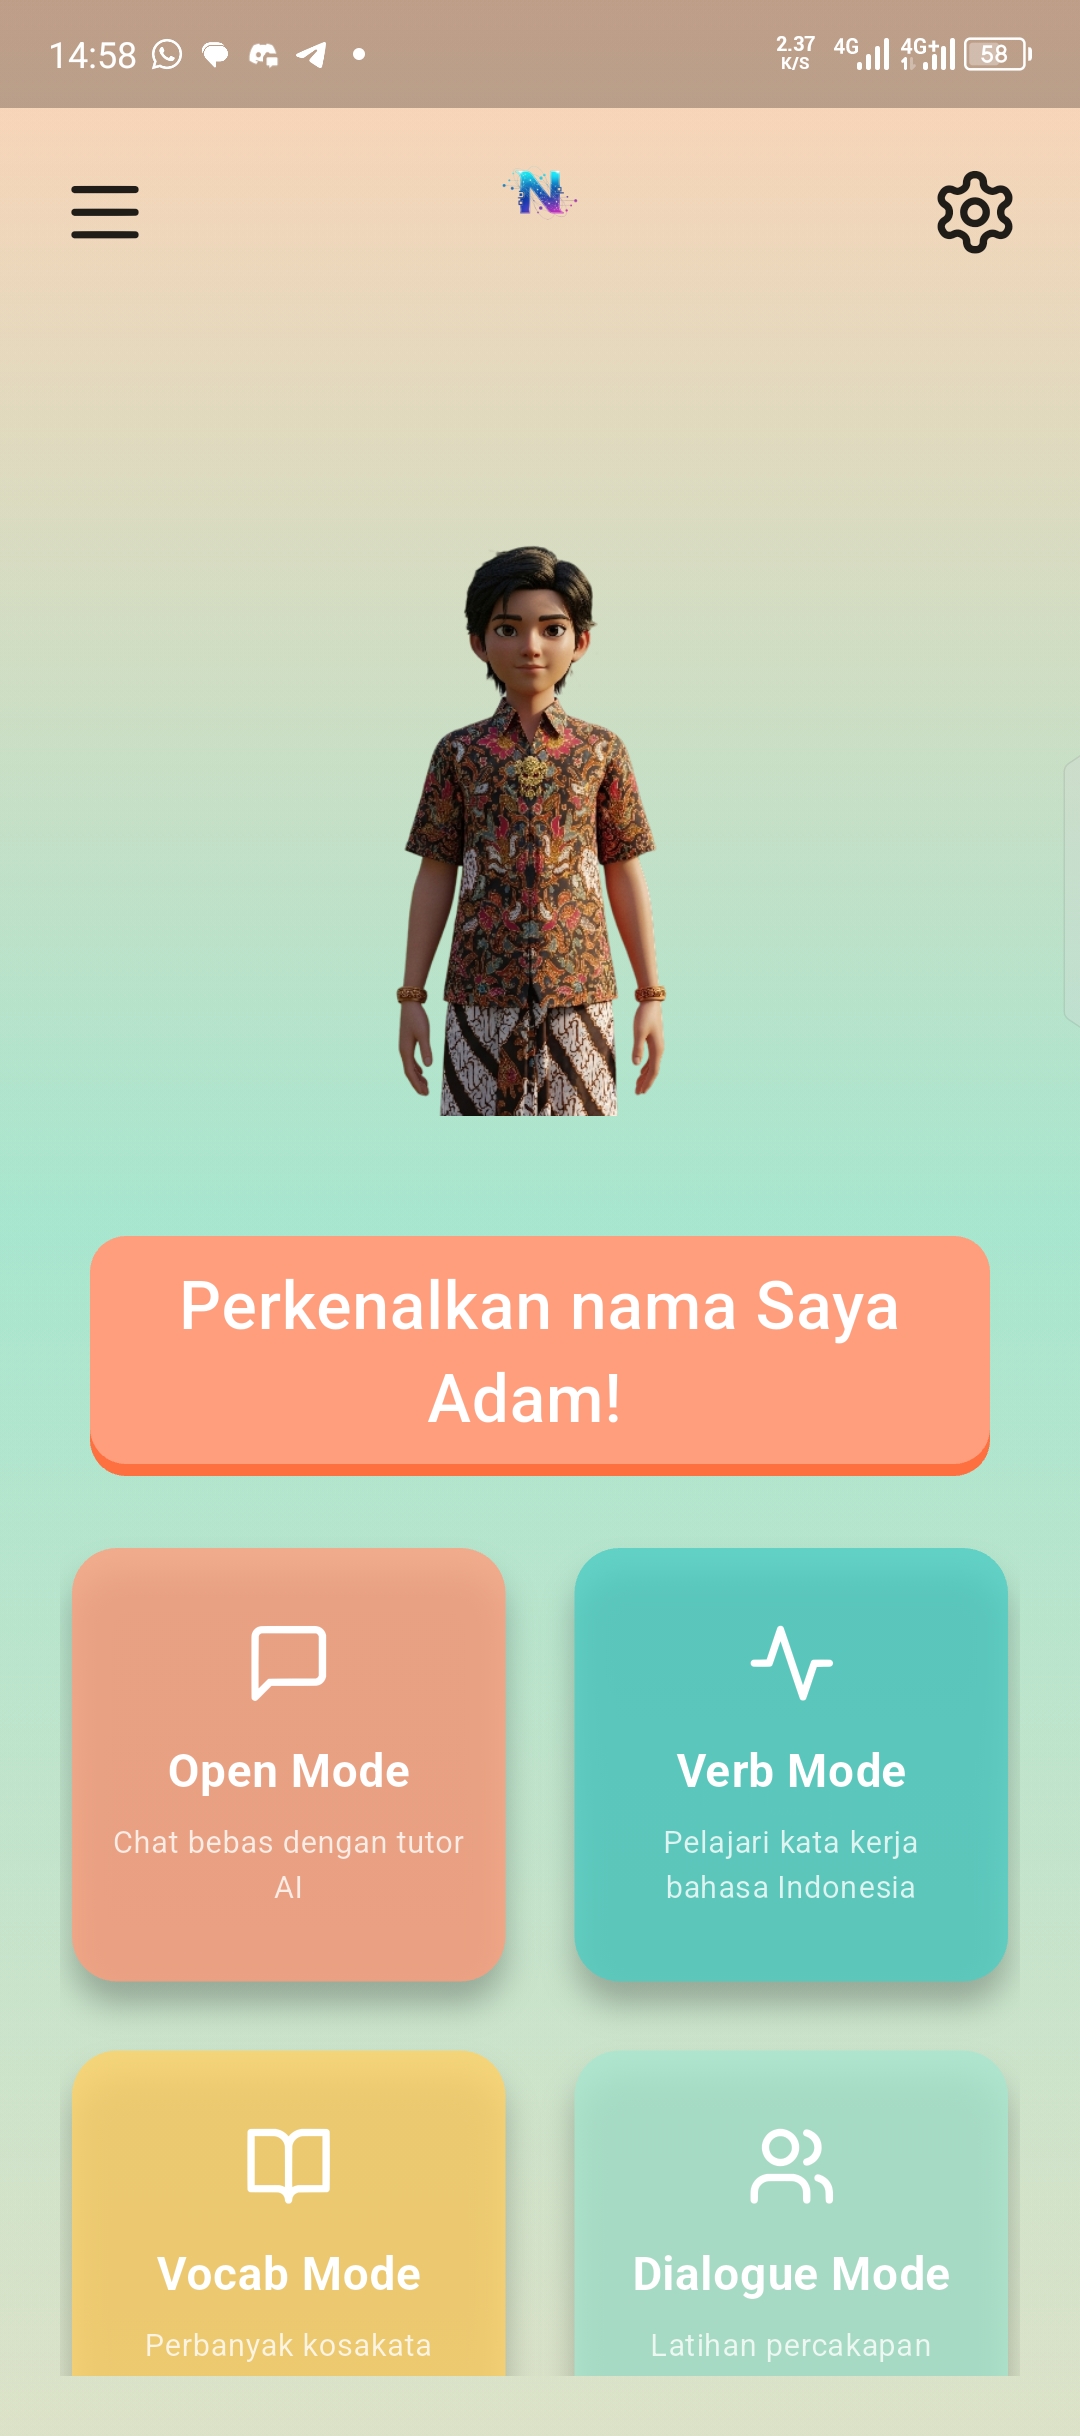 14:58
2.37
K/S
4G
4G+
58
N
Perkenalkan nama Saya
Adam!
Open Mode
Chat bebas dengan tutor
AI
Verb Mode
Pelajari kata kerja
bahasa Indonesia
Vocab Mode
Perbanyak kosakata
Dialogue Mode
Latihan percakapan